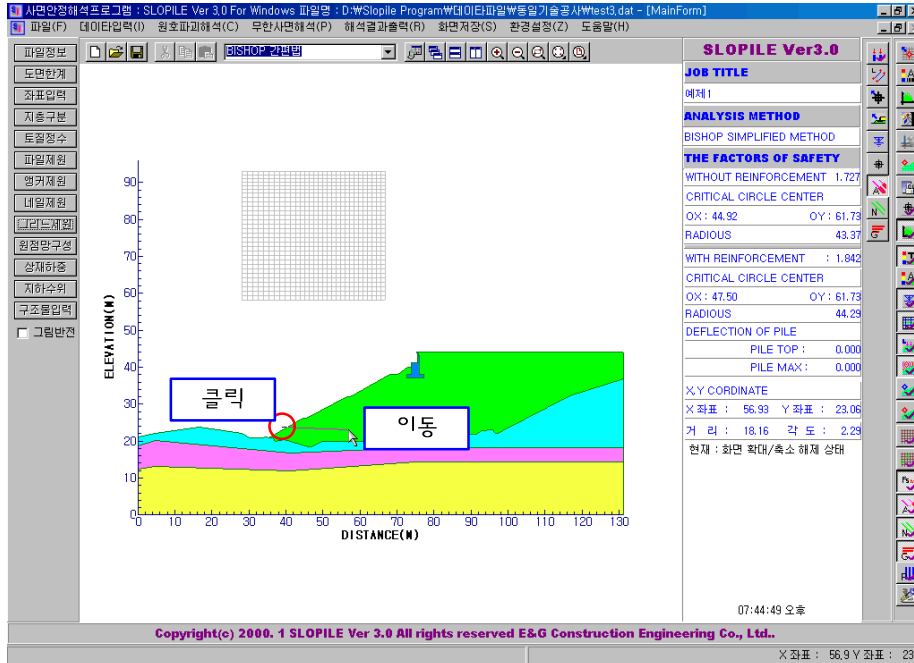 사면안정해석프로그램 : SLOPILE Ver 3,0 For Windows 파일명 : D:₩Slopile Program₩데이타파일₩동일기술공사₩test3,dat - [MainForm]
파일(F) 데이타입력(I) 원호파괴해석(C) 무한사면해석(P) 해석결과출력(R) 화면저장(S) 환경설정(Z) 도움말(H)
파일정보
도면한계
좌표입력
지층구분
토질정수
파일제원
앵커제원
네일제원
그리드제원
원점망구성
상재하중
지하수위
구조물입력
그림반전
BISHOP 간편법
ELEVATION(M)
90
80
70
60
50
40
30
20
10
0
클릭
이동
0 10 20 30 40 50 60 70 80 90 100 110 120 130
DISTANCE(M)
SLOPILE Ver3.0
JOB TITLE
예제1
ANALYSIS METHOD
BISHOP SIMPLIFIED METHOD
THE FACTORS OF SAFETY
WITHOUT REINFORCEMENT 1.727
CRITICAL CIRCLE CENTER
OX : 44.92 OY : 61.73
RADIOUS 43.37
WITH REINFORCEMENT : 1.842
CRITICAL CIRCLE CENTER
OX : 47.50 OY : 61.73
RADIOUS 44.29
DEFLECTION OF PILE
PILE TOP : 0.000
PILE MAX : 0.000
X,Y CORDINATE
X 좌표 : 56.93 Y 좌표 : 23.06
거 리 : 18.16 각 도 : 2.29
현재 : 화면 확대/축소 해제 상태
07:44:49 오후
Copyright(c) 2000. 1 SLOPILE Ver 3.0 All rights reserved E&G Construction Engineering Co., Ltd..
X 좌표 : 56,9 Y 좌표 : 23